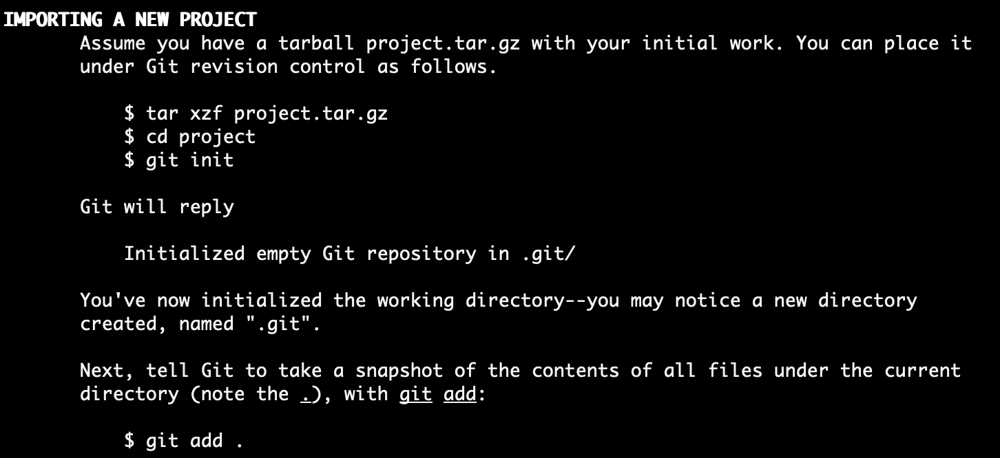 IMPORTING A NEW PROJECT
Assume you have a tarball project.tar.gz with your initial work. You can place it
under Git revision control as follows.
$ tar xzf project.tar.gz
$ cd project
$ git init
Git will reply
Initialized empty Git repository in .git/
You've now initialized the working directory--you may notice a new directory
created, named ".git".
Next, tell Git to take a snapshot of the contents of all files under the current
directory (note the .), with git add:
$ git add .